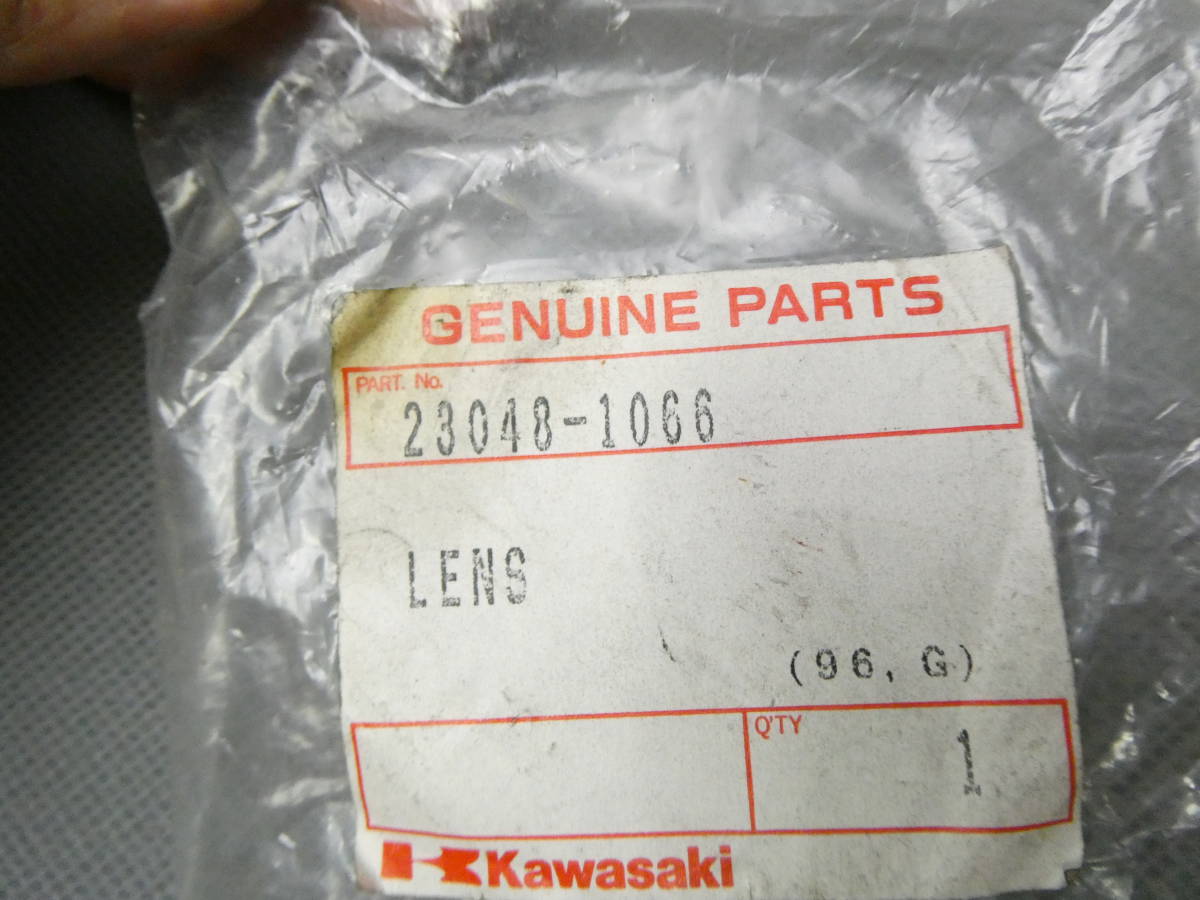 GENUINE PARTS
PART. No.
23048-1066
LENS
(96, G)
Q'TY
1
Kawasaki